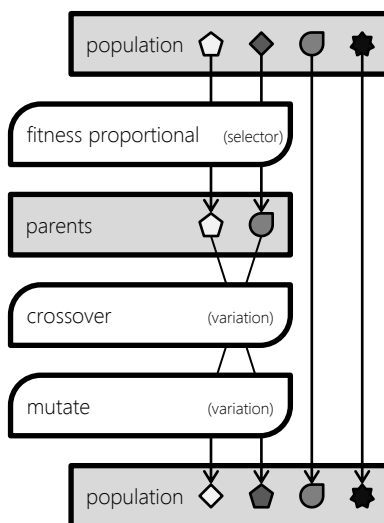 population
fitness proportional (selector)
parents
crossover (variation)
mutate (variation)
population